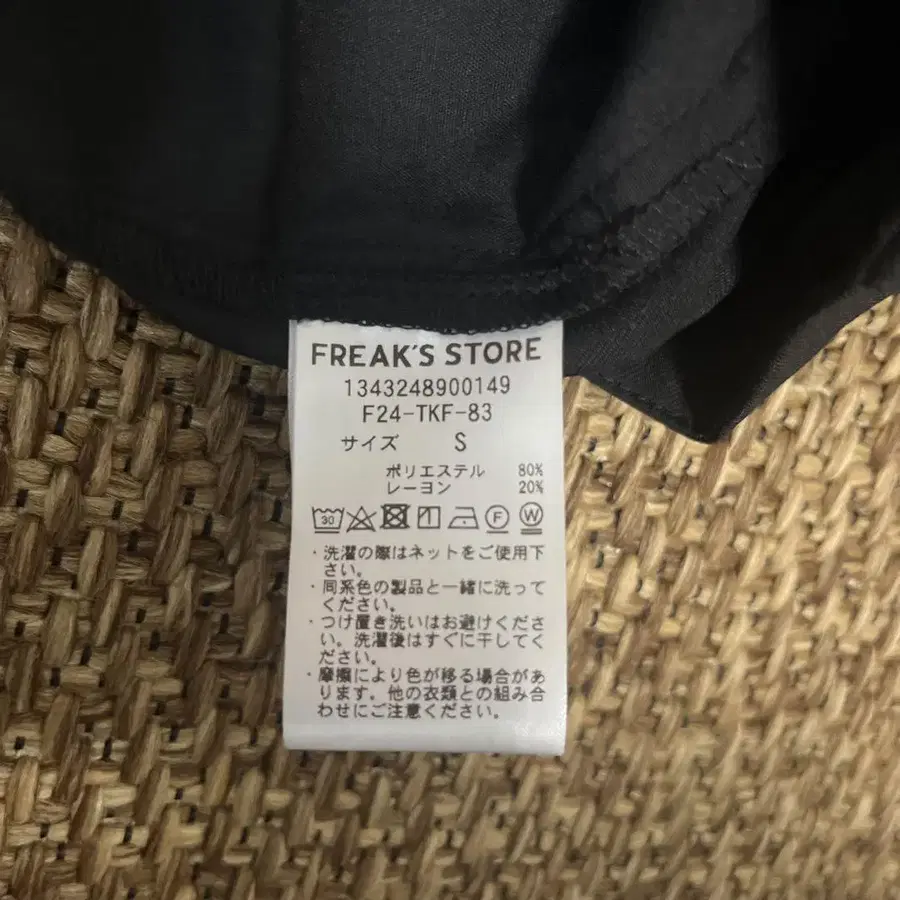 FREAK'S STORE
1343248900149
F24-TKF-83
サイズ S
ポリエステル 80%
レーヨン 20%
30 F W
・洗濯の際はネットをご使用下
さい。
・同系色の製品と一緒に洗って
ください。
・つけ置き洗いはお避けくださ
い。洗濯後はすぐに干してく
ださい。
・摩擦により色が移る場合があ
ります。他の衣類との組み合
わせにご注意ください。